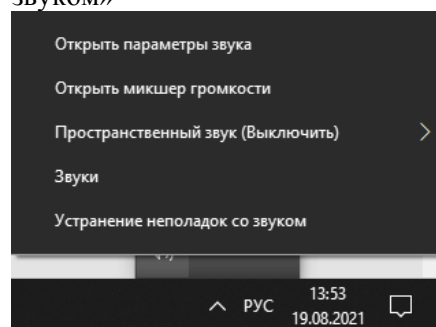 звуком»
Открыть параметры звука
Открыть микшер громкости
Пространственный звук (Выключить)
Звуки
Устранение неполадок со звуком
РУС
13:53
19.08.2021